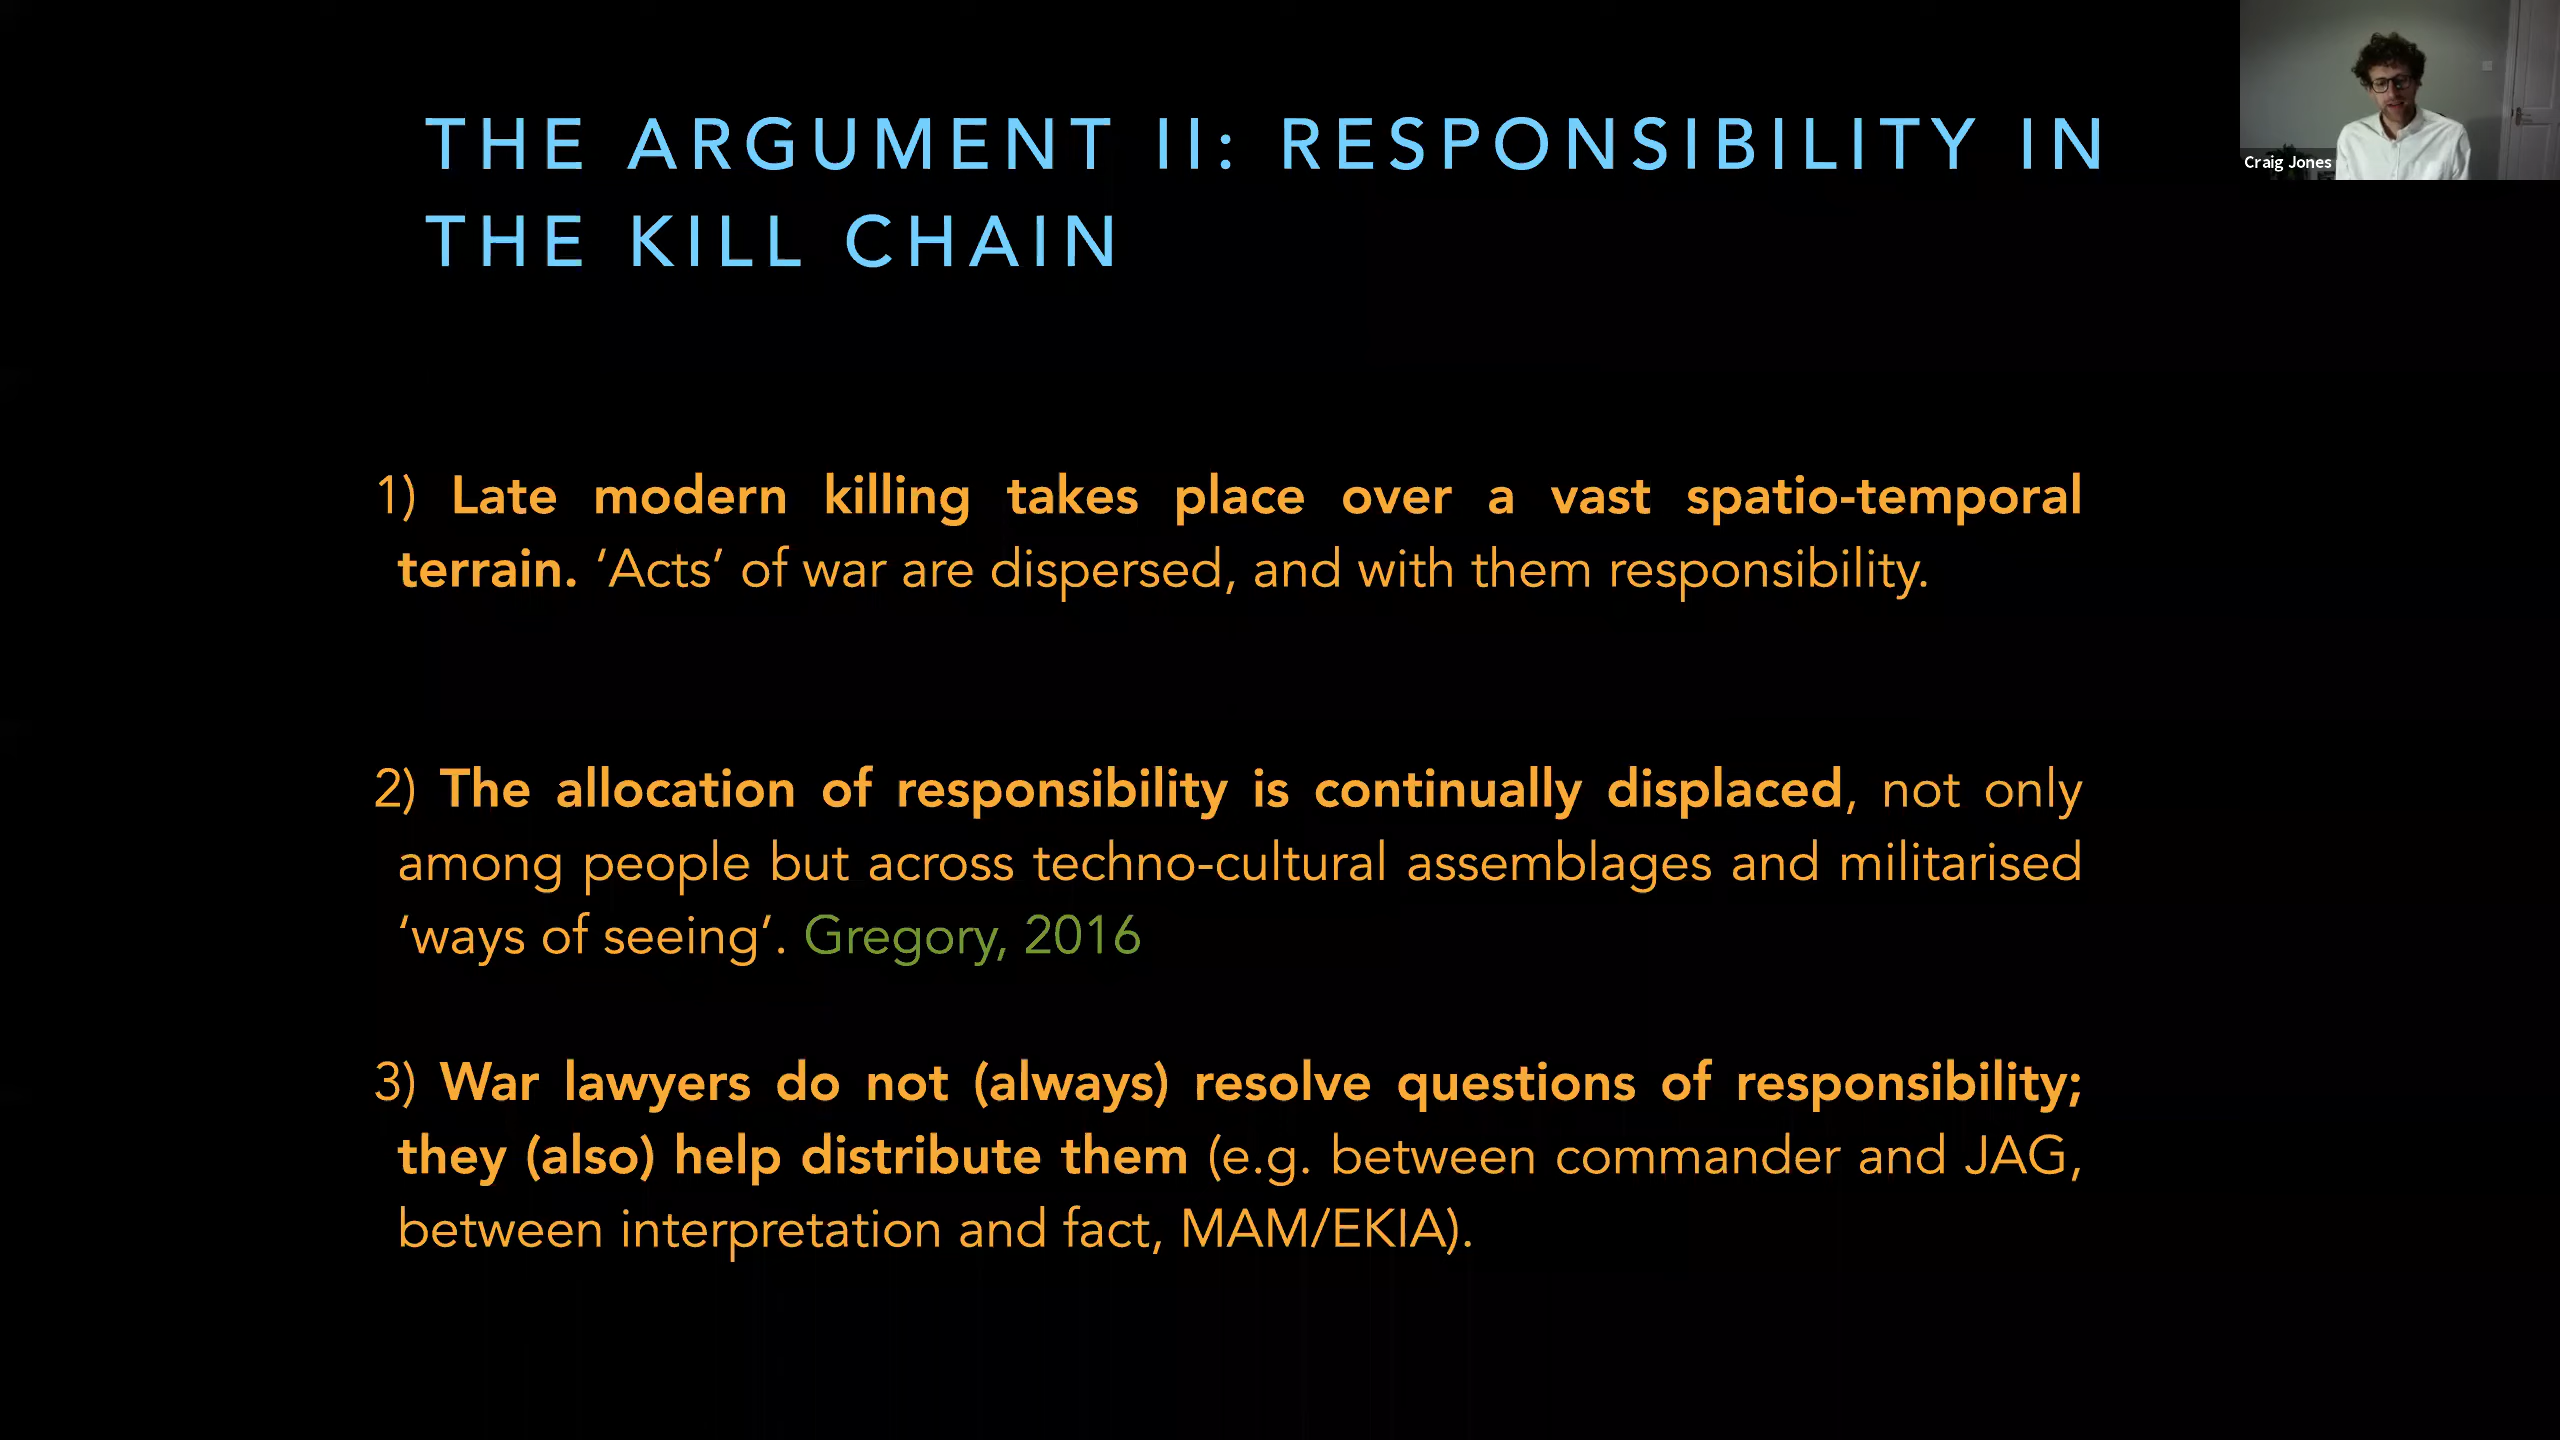 THE ARGUMENT II: RESPONSIBILITY IN
THE KILL CHAIN
Craig Jones
1) Late modern killing takes place over a vast spatio-temporal
terrain. ‘Acts’ of war are dispersed, and with them responsibility.
2) The allocation of responsibility is continually displaced, not only
among people but across techno-cultural assemblages and militarised
‘ways of seeing’. Gregory, 2016
3) War lawyers do not (always) resolve questions of responsibility;
they (also) help distribute them (e.g. between commander and JAG,
between interpretation and fact, MAM/EKIA).